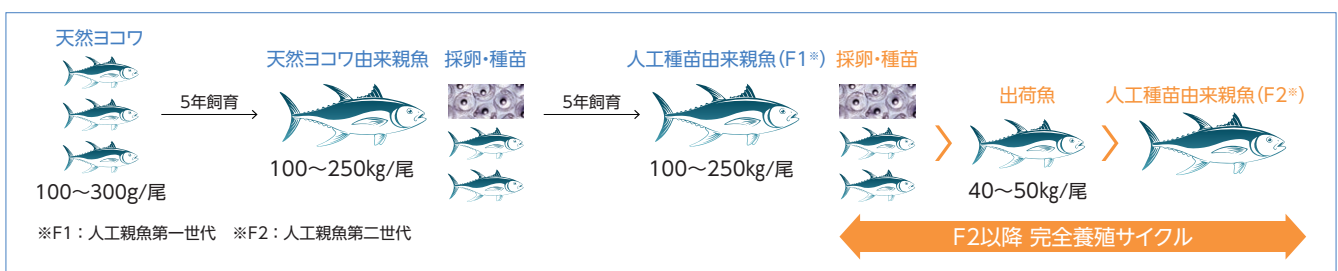 天然ヨコワ
100～300g/尾
5年飼育
天然ヨコワ由来親魚
100～250kg/尾
採卵・種苗
5年飼育
人工種苗由来親魚(F1※)
100～250kg/尾
採卵・種苗
出荷魚
40～50kg/尾
人工種苗由来親魚(F2※)
F2以降 完全養殖サイクル
※F1：人工親魚第一世代 ※F2：人工親魚第二世代